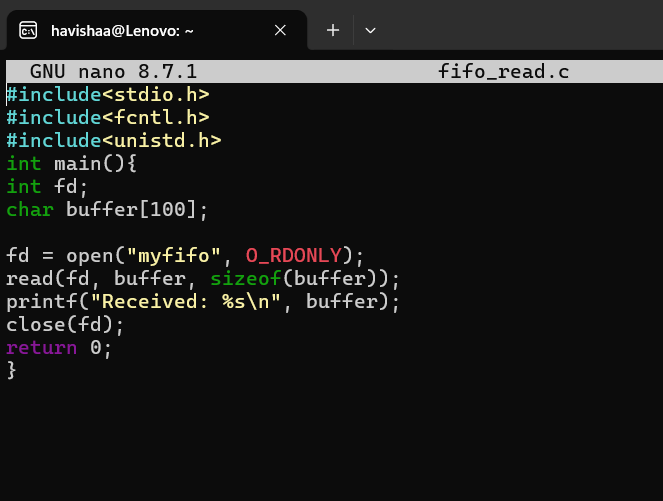 havishaa@Lenovo: ~
GNU nano 8.7.1 fifo_read.c
#include<stdio.h>
#include<fcntl.h>
#include<unistd.h>
int main(){
int fd;
char buffer[100];

fd = open("myfifo", O_RDONLY);
read(fd, buffer, sizeof(buffer));
printf("Received: %s\n", buffer);
close(fd);
return 0;
}